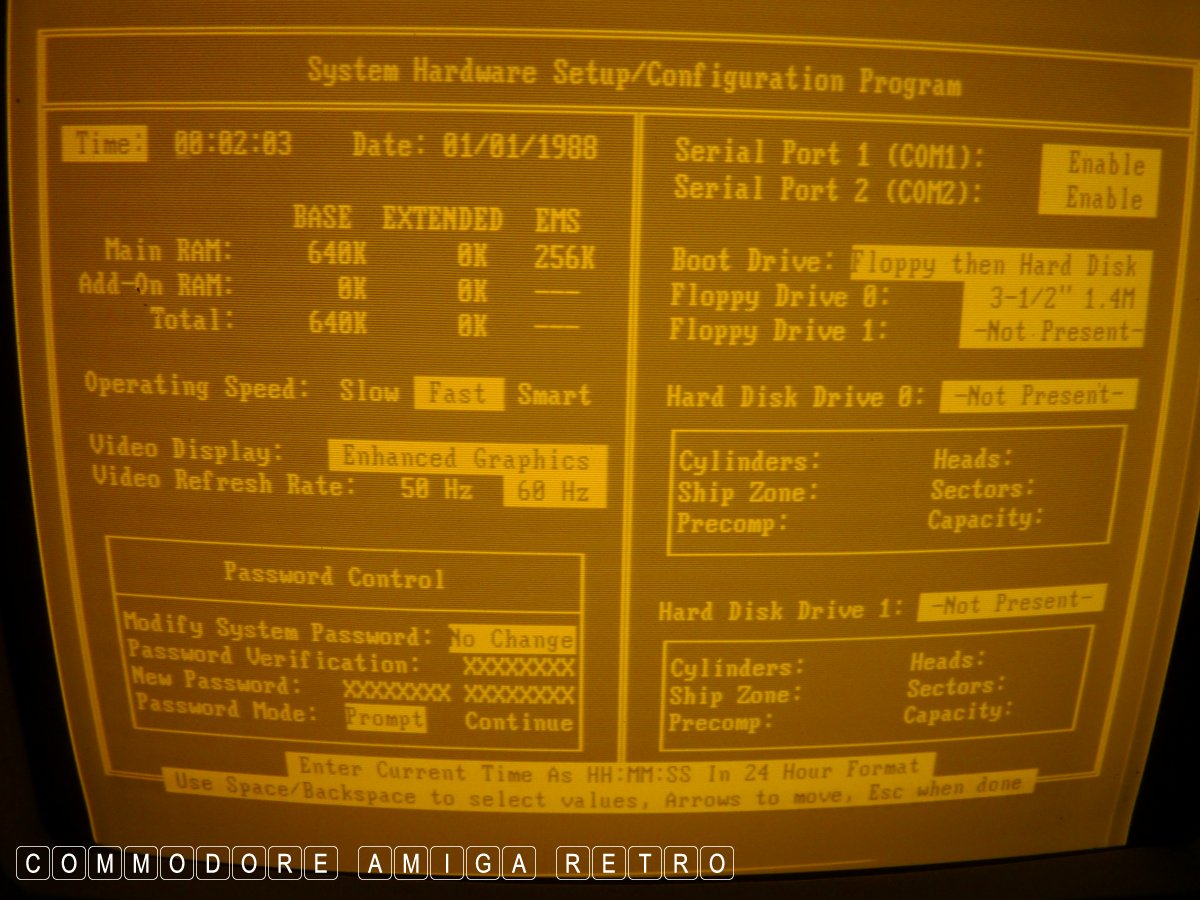 System Hardware Setup/Configuration Program
Time: 00:02:03 Date: 01/01/1988
BASE EXTENDED EMS
Main RAM: 640K 0K 256K
Add-On RAM: 0K 0K ---
Total: 640K 0K ---
Operating Speed: Slow Fast Smart
Video Display: Enhanced Graphics
Video Refresh Rate: 50 Hz 60 Hz
Password Control
Modify System Password: No Change
Password Verification: XXXXXXXX
New Password: XXXXXXXX XXXXXXXX
Password Mode: Prompt Continue
Serial Port 1 (COM1): Enable
Serial Port 2 (COM2): Enable
Boot Drive: Floppy then Hard Disk
Floppy Drive 0: 3-1/2" 1.4M
Floppy Drive 1: -Not Present-
Hard Disk Drive 0: -Not Present-
Cylinders: Heads:
Ship Zone: Sectors:
Precomp: Capacity:
Hard Disk Drive 1: -Not Present-
Cylinders: Heads:
Ship Zone: Sectors:
Precomp: Capacity:
Enter Current Time As HH:MM:SS In 24 Hour Format
Use Space/Backspace to select values, Arrows to move, Esc when done
COMMODORE AMIGA RETRO